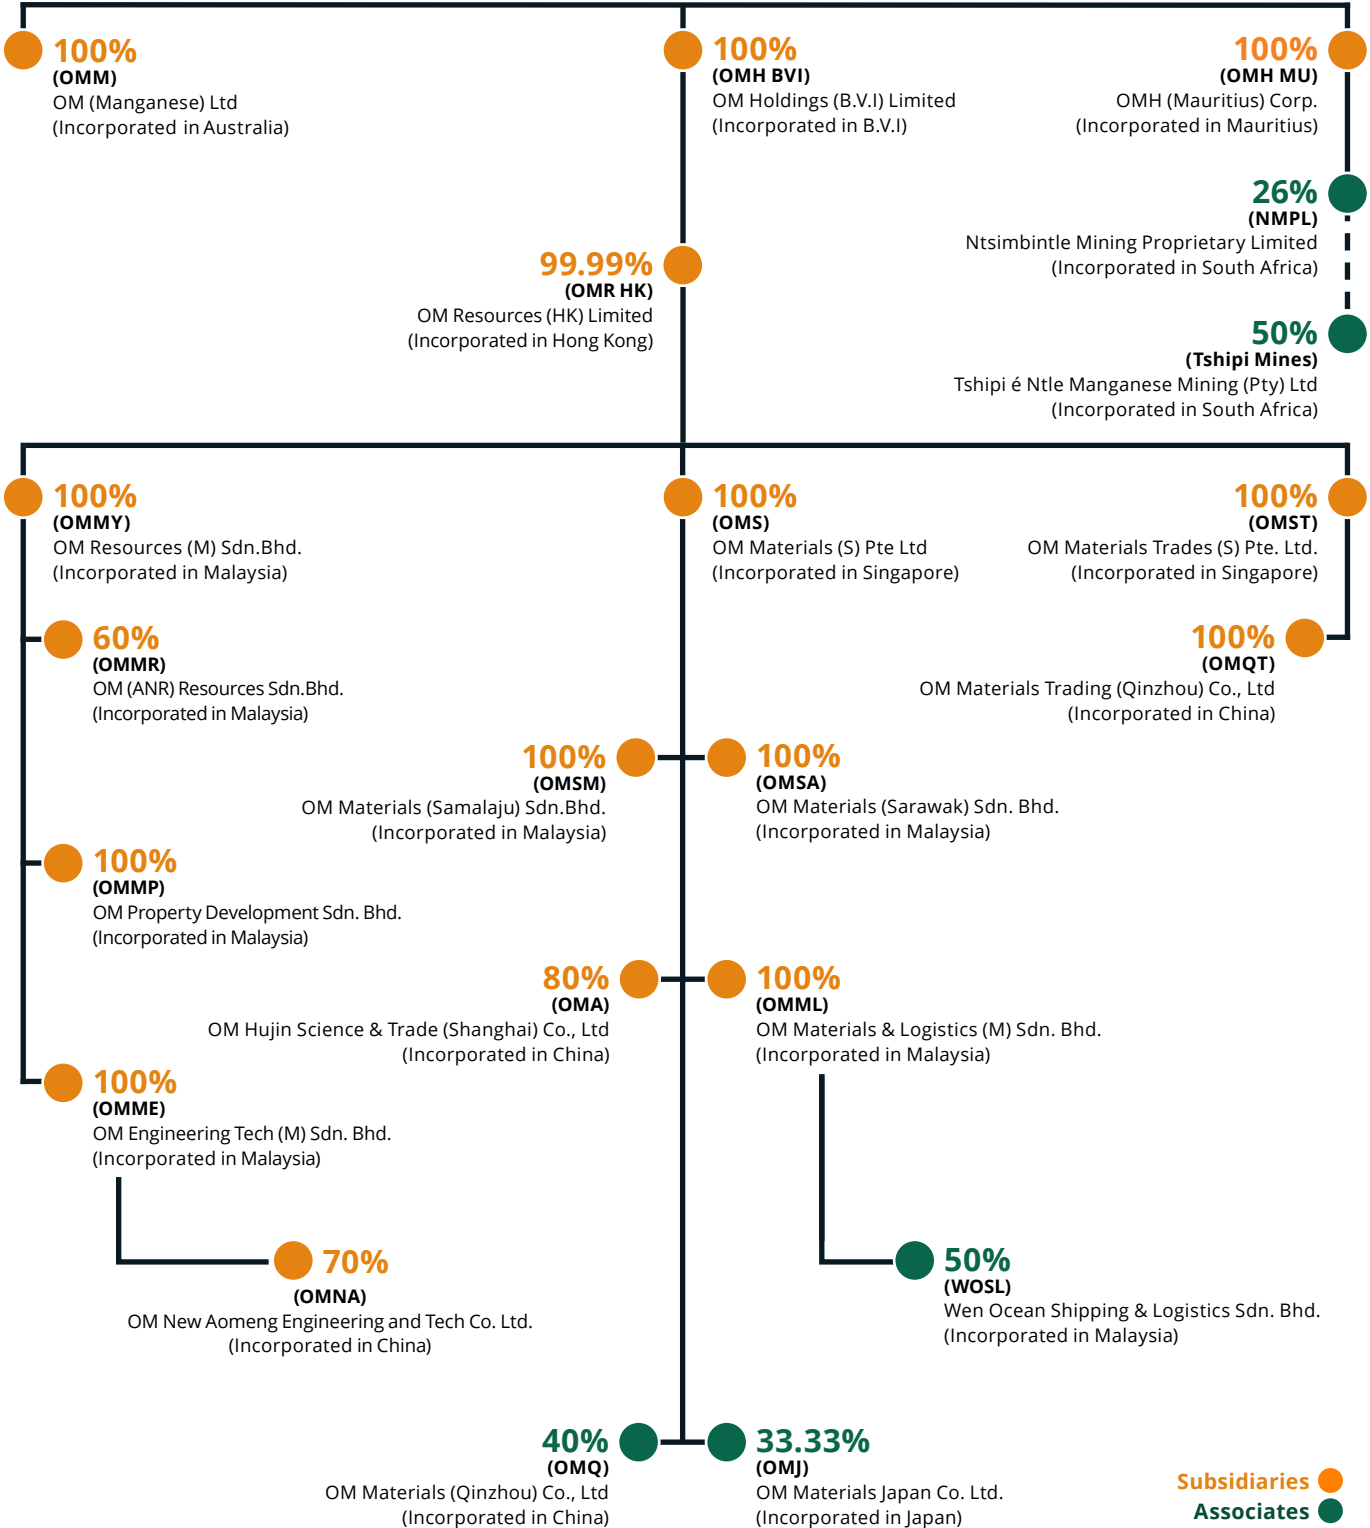 100%
(OMM)
OM (Manganese) Ltd
(Incorporated in Australia)
100%
(OMH BVI)
OM Holdings (B.V.I) Limited
(Incorporated in B.V.I)
100%
(OMH MU)
OMH (Mauritius) Corp.
(Incorporated in Mauritius)
26%
(NMPL)
Ntsimbintle Mining Proprietary Limited
(Incorporated in South Africa)
99.99%
(OMR HK)
OM Resources (HK) Limited
(Incorporated in Hong Kong)
50%
(Tshipi Mines)
Tshipi é Ntle Manganese Mining (Pty) Ltd
(Incorporated in South Africa)
100%
(OMMY)
OM Resources (M) Sdn.Bhd.
(Incorporated in Malaysia)
100%
(OMS)
OM Materials (S) Pte Ltd
(Incorporated in Singapore)
100%
(OMST)
OM Materials Trades (S) Pte. Ltd.
(Incorporated in Singapore)
60%
(OMMR)
OM (ANR) Resources Sdn.Bhd.
(Incorporated in Malaysia)
100%
(OMQT)
OM Materials Trading (Qinzhou) Co., Ltd
(Incorporated in China)
100%
(OMSM)
OM Materials (Samalaju) Sdn.Bhd.
(Incorporated in Malaysia)
100%
(OMSA)
OM Materials (Sarawak) Sdn. Bhd.
(Incorporated in Malaysia)
100%
(OMMP)
OM Property Development Sdn. Bhd.
(Incorporated in Malaysia)
80%
(OMA)
OM Hujin Science & Trade (Shanghai) Co., Ltd
(Incorporated in China)
100%
(OMML)
OM Materials & Logistics (M) Sdn. Bhd.
(Incorporated in Malaysia)
100%
(OMME)
OM Engineering Tech (M) Sdn. Bhd.
(Incorporated in Malaysia)
70%
(OMNA)
OM New Aomeng Engineering and Tech Co. Ltd.
(Incorporated in China)
50%
(WOSL)
Wen Ocean Shipping & Logistics Sdn. Bhd.
(Incorporated in Malaysia)
40%
(OMQ)
OM Materials (Qinzhou) Co., Ltd
(Incorporated in China)
33.33%
(OMJ)
OM Materials Japan Co. Ltd.
(Incorporated in Japan)
Subsidiaries
Associates